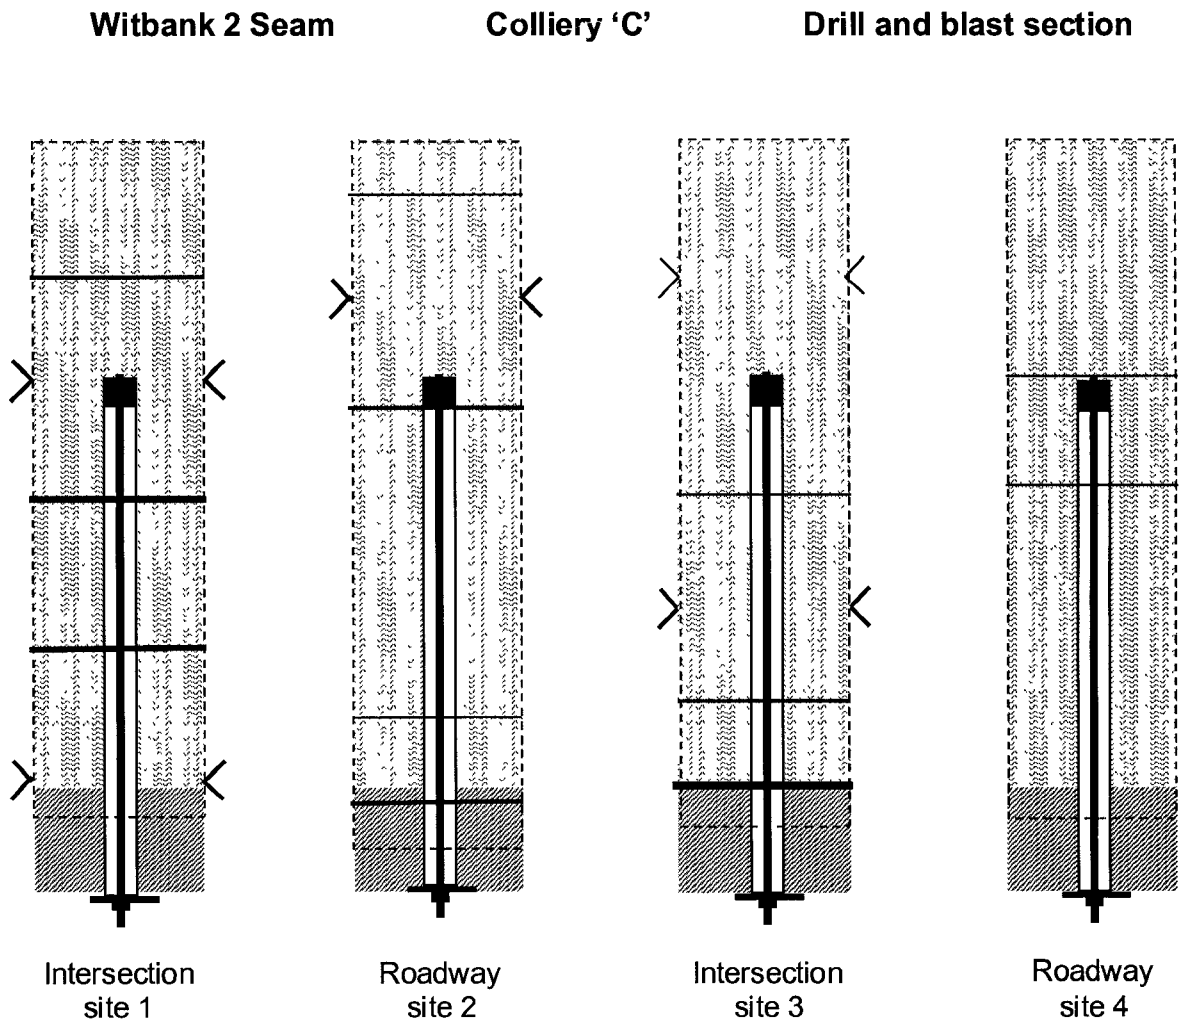 Witbank 2 Seam Colliery ‘C’ Drill and blast section
Intersection site 1
Roadway site 2
Intersection site 3
Roadway site 4